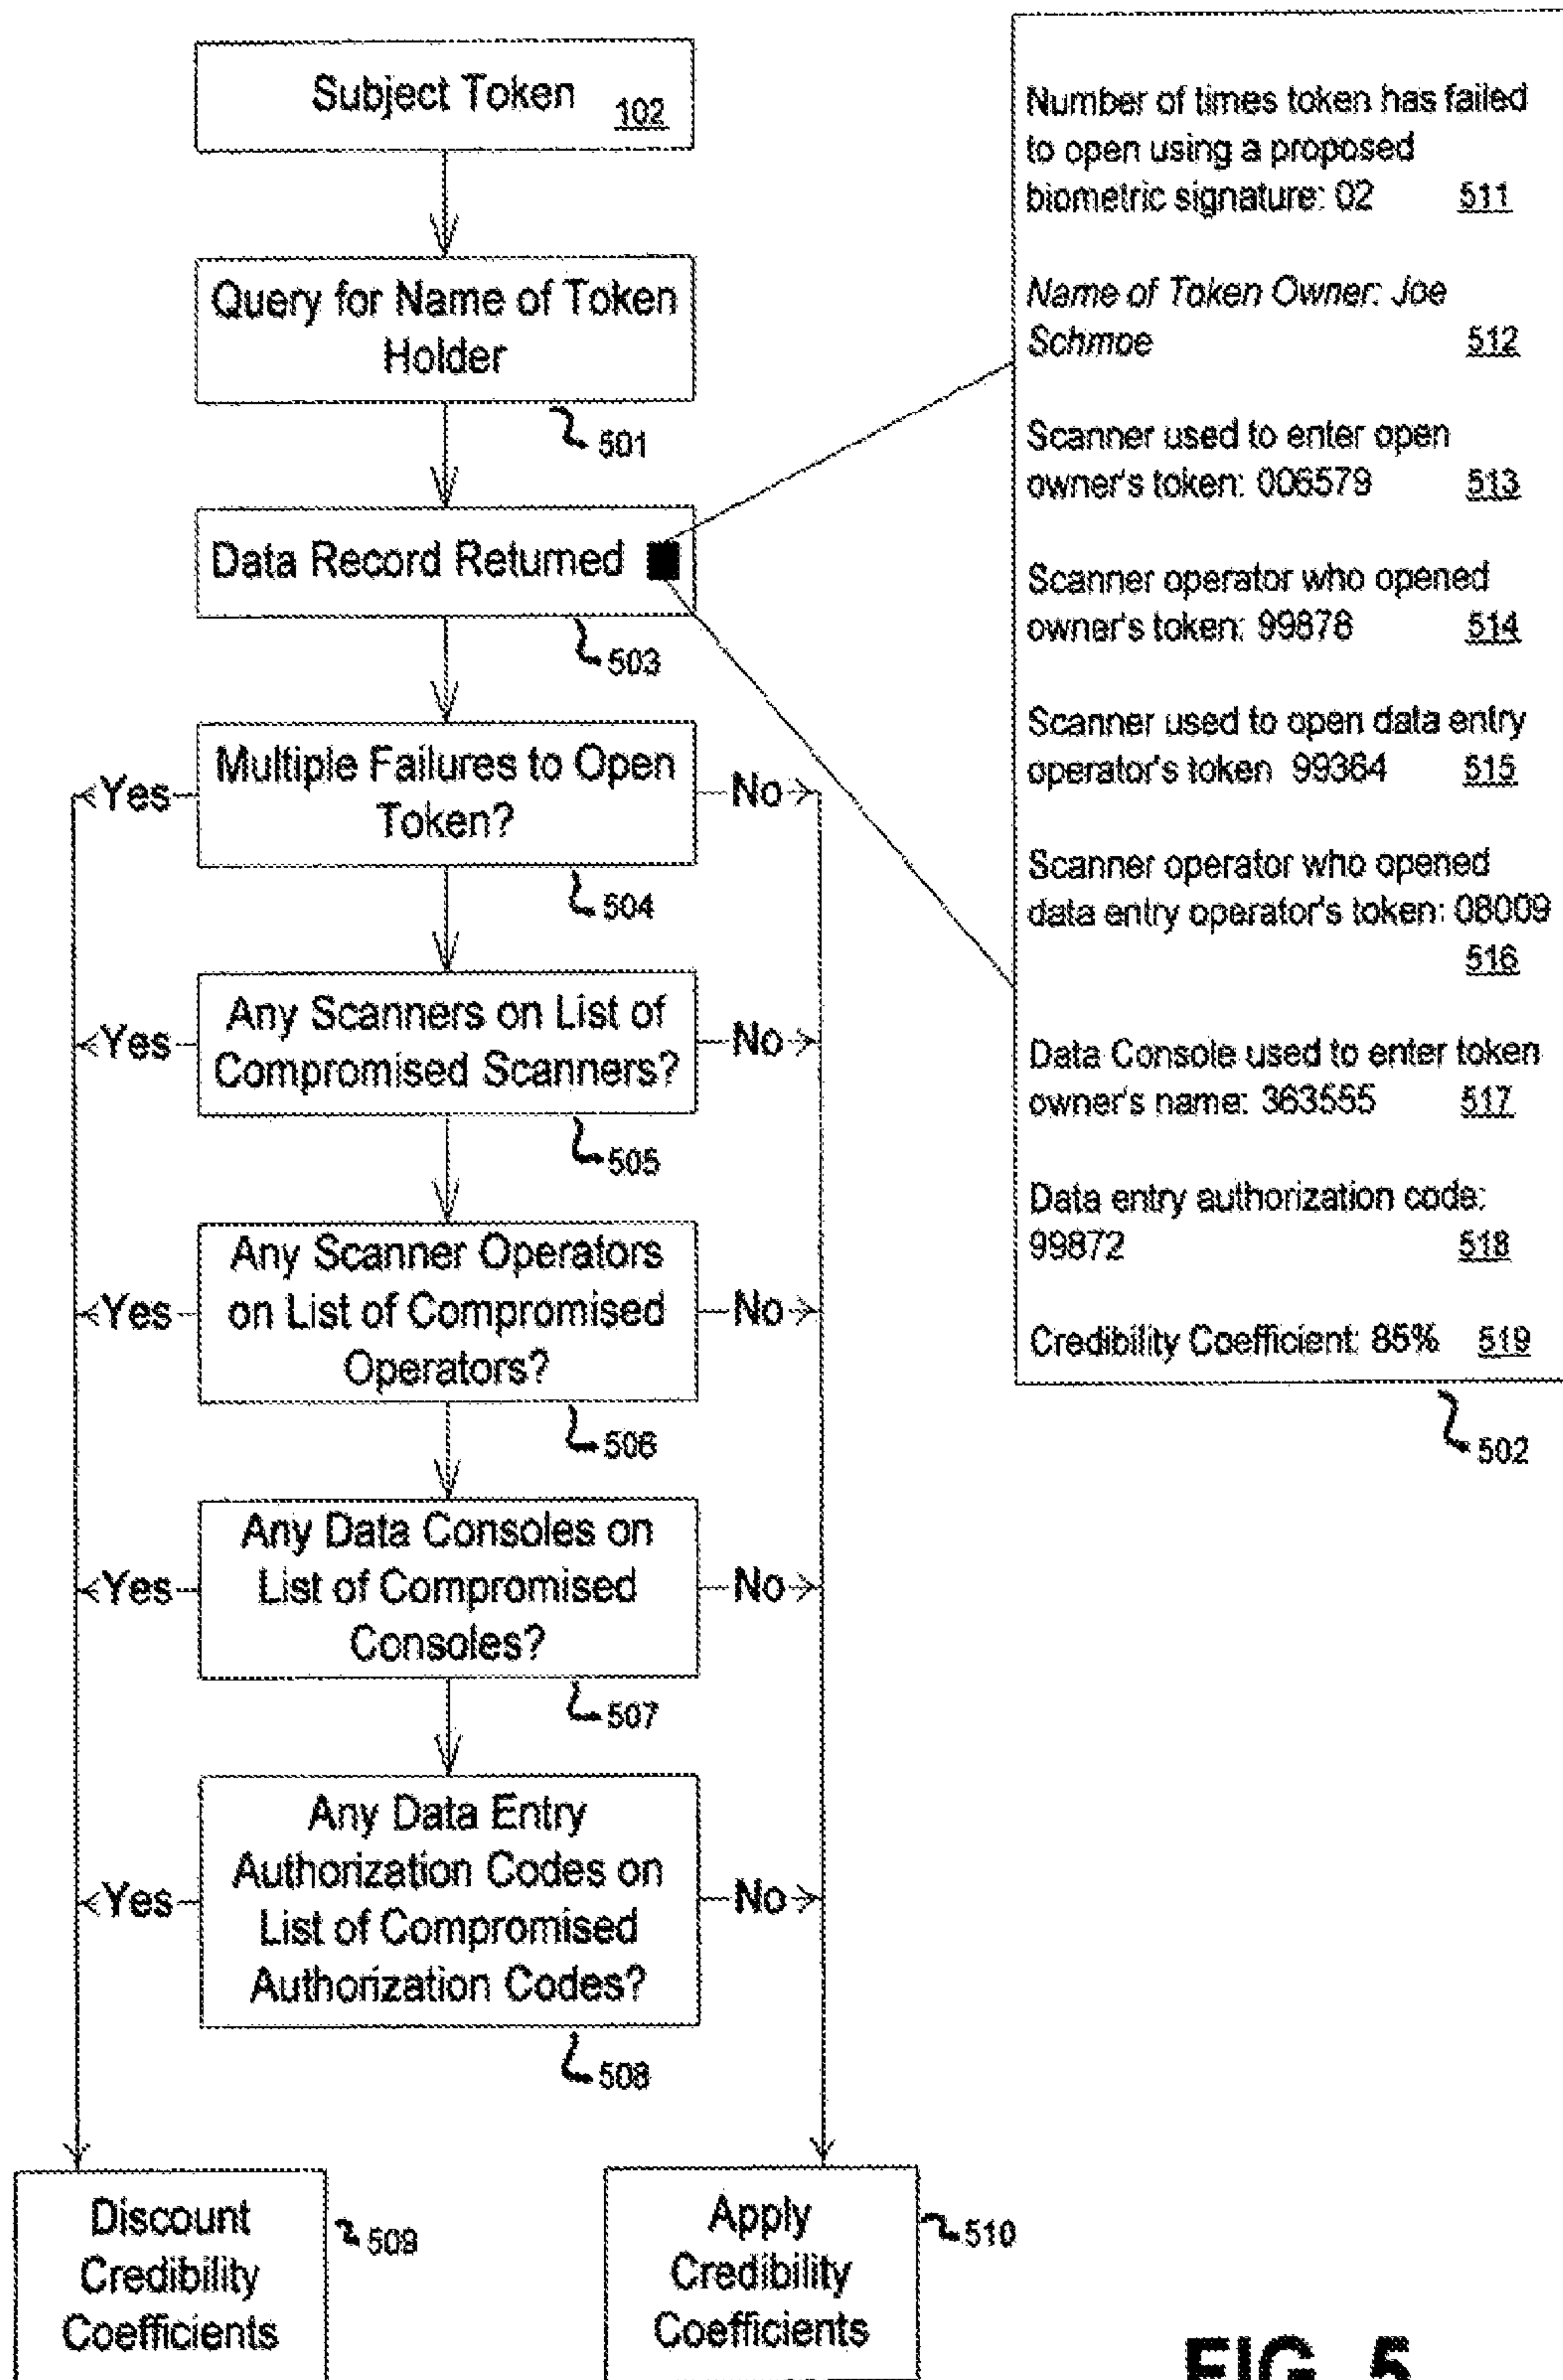 Subject Token 102
Query for Name of Token
Holder
501
Data Record Returned
503
Multiple Failures to Open
Token?
Yes
No
504
Any Scanners on List of
Compromised Scanners?
Yes
No
505
Any Scanner Operators
on List of Compromised
Operators?
Yes
No
506
Any Data Consoles on
List of Compromised
Consoles?
Yes
No
507
Any Data Entry
Authorization Codes on
List of Compromised
Authorization Codes?
Yes
No
508
Discount
Credibility
Coefficients
509
Apply
Credibility
Coefficients
510
Number of times token has failed
to open using a proposed
biometric signature: 02 511
Name of Token Owner: Joe
Schmoe 512
Scanner used to enter open
owner's token: 006579 513
Scanner operator who opened
owner's token: 99878 514
Scanner used to open data entry
operator's token 99364 515
Scanner operator who opened
data entry operator's token: 08009
516
Data Console used to enter token
owner's name: 363555 517
Data entry authorization code:
99872 518
Credibility Coefficient: 85% 519
502
FIG. 5